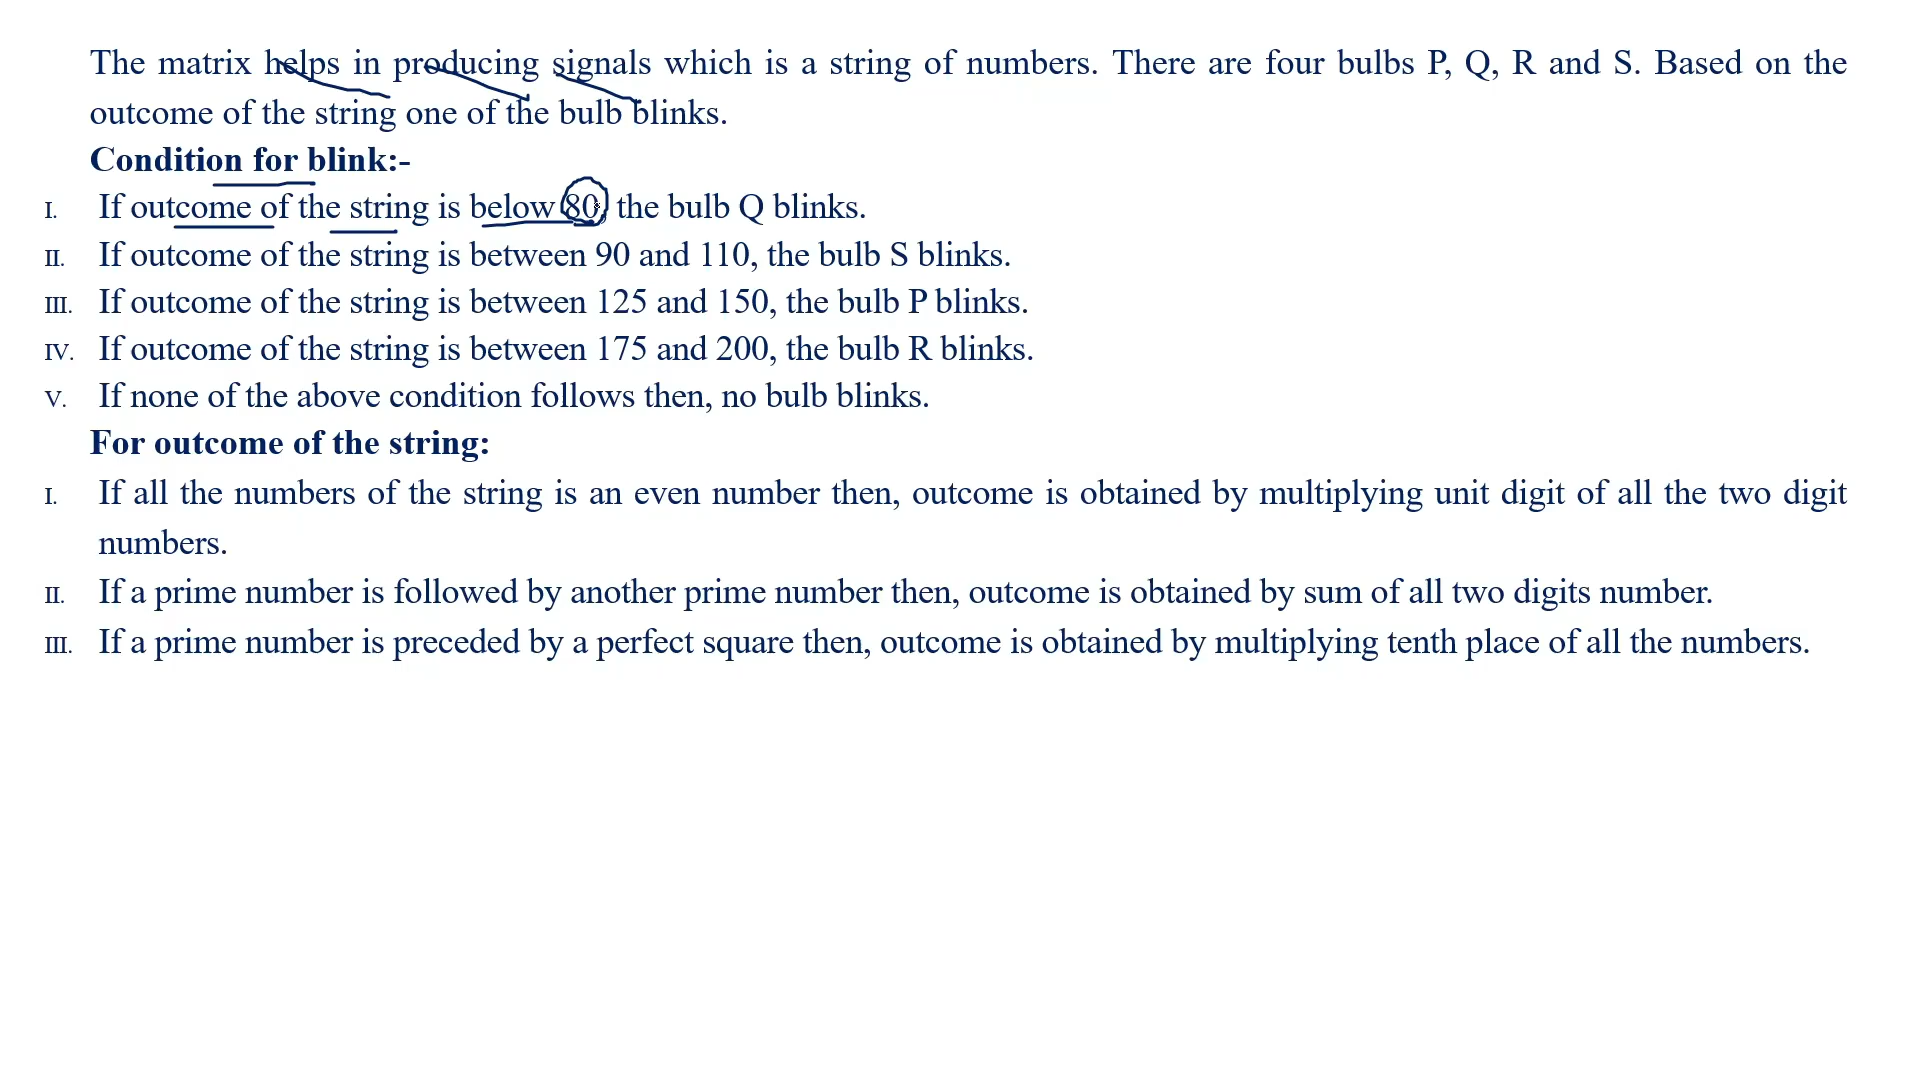 The matrix helps in producing signals which is a string of numbers. There are four bulbs P, Q, R and S. Based on the
outcome of the string one of the bulb blinks.
Condition for blink:-
I. If outcome of the string is below 80, the bulb Q blinks.
II. If outcome of the string is between 90 and 110, the bulb S blinks.
III. If outcome of the string is between 125 and 150, the bulb P blinks.
IV. If outcome of the string is between 175 and 200, the bulb R blinks.
V. If none of the above condition follows then, no bulb blinks.
For outcome of the string:
I. If all the numbers of the string is an even number then, outcome is obtained by multiplying unit digit of all the two digit
numbers.
II. If a prime number is followed by another prime number then, outcome is obtained by sum of all two digits number.
III. If a prime number is preceded by a perfect square then, outcome is obtained by multiplying tenth place of all the numbers.